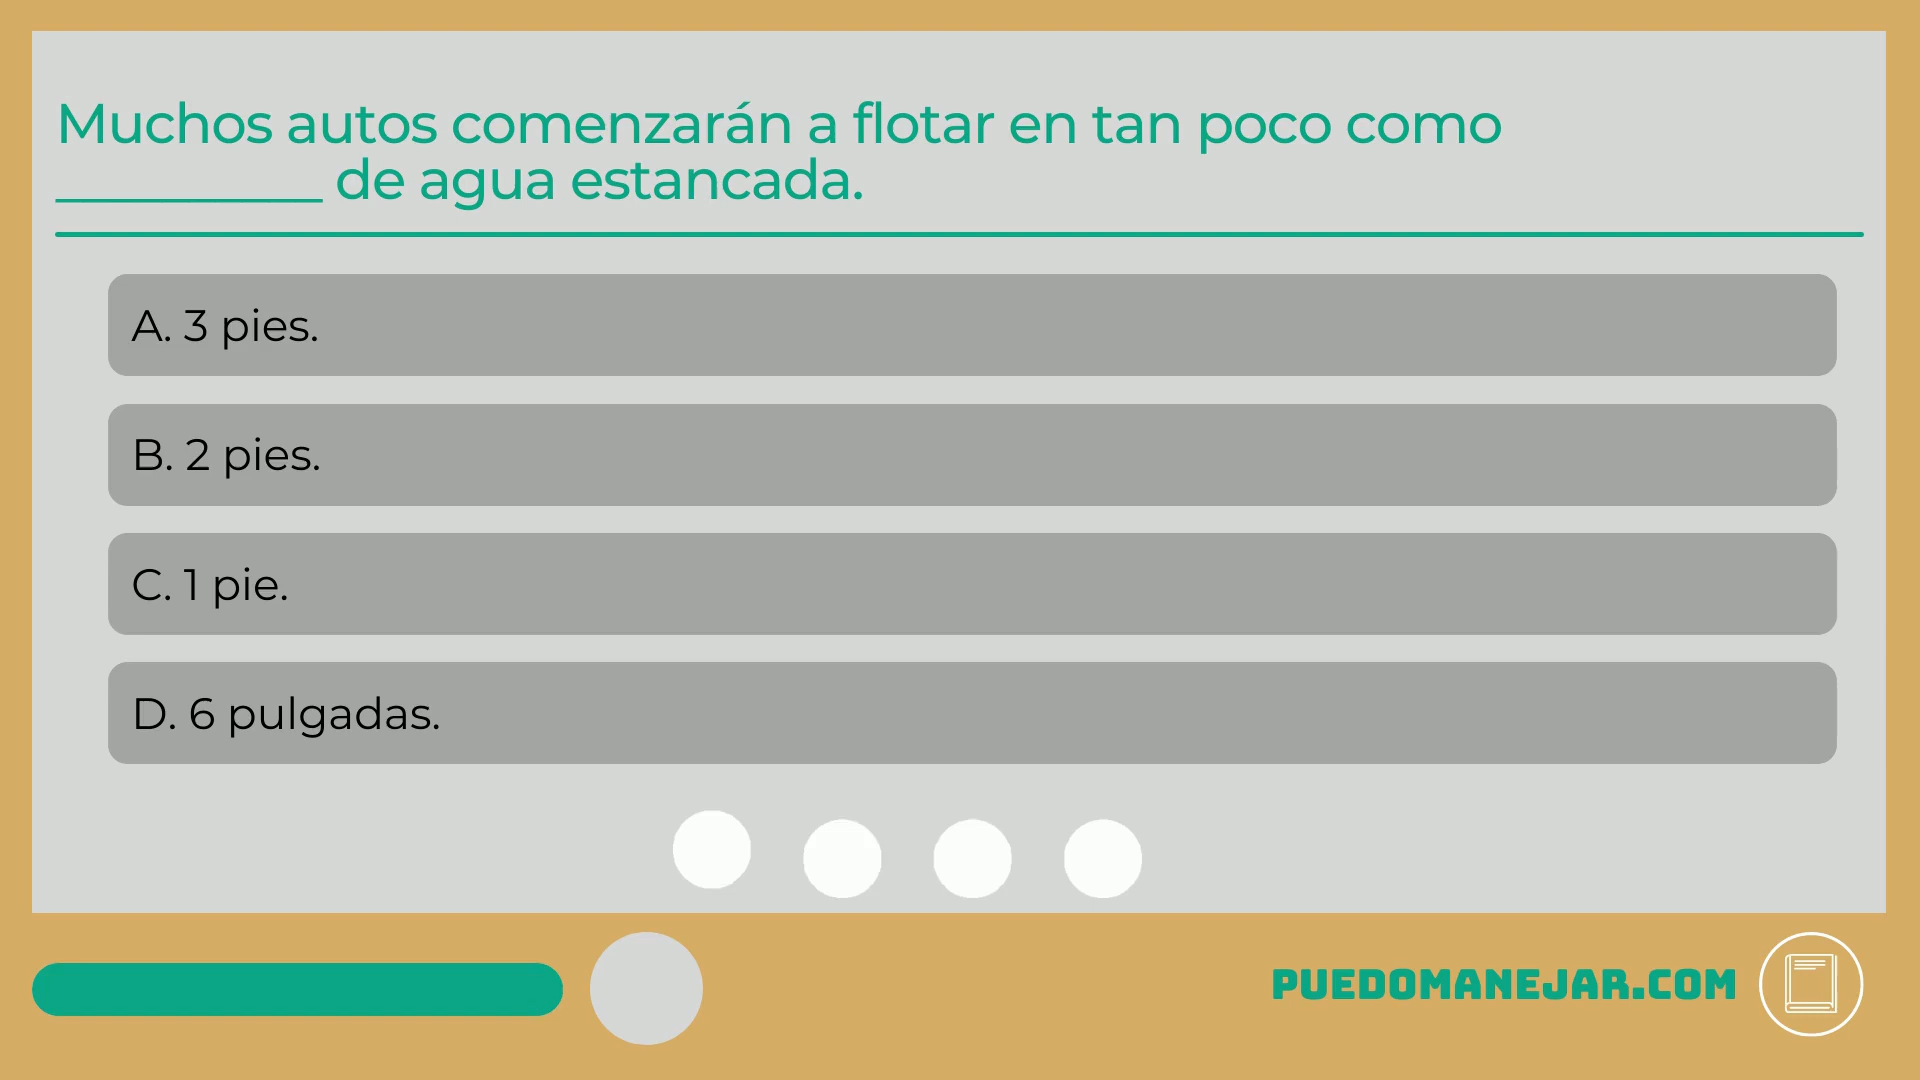 Muchos autos comenzarán a flotar en tan poco como
__________ de agua estancada.
A. 3 pies.
B. 2 pies.
C. 1 pie.
D. 6 pulgadas.
PUEDOMANEJAR.COM